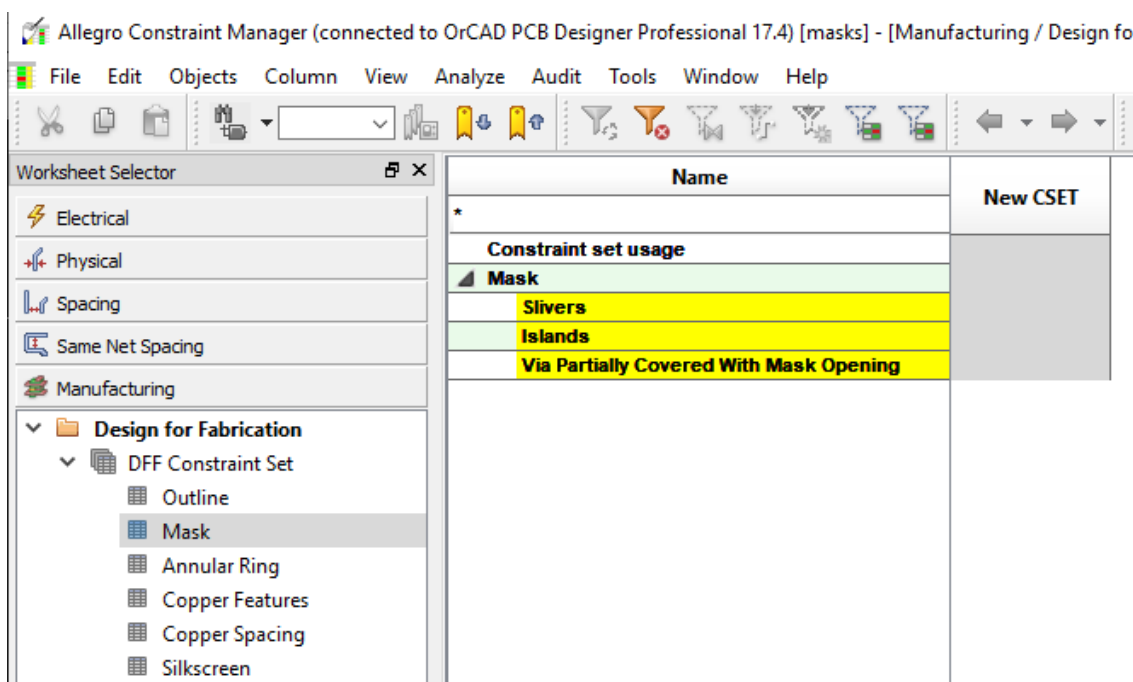 Allegro Constraint Manager (connected to OrCAD PCB Designer Professional 17.4) [masks] - [Manufacturing / Design fo
File Edit Objects Column View Analyze Audit Tools Window Help
Worksheet Selector
Electrical
Physical
Spacing
Same Net Spacing
Manufacturing
Design for Fabrication
DFF Constraint Set
Outline
Mask
Annular Ring
Copper Features
Copper Spacing
Silkscreen
Name
New CSET
*
Constraint set usage
Mask
Slivers
Islands
Via Partially Covered With Mask Opening